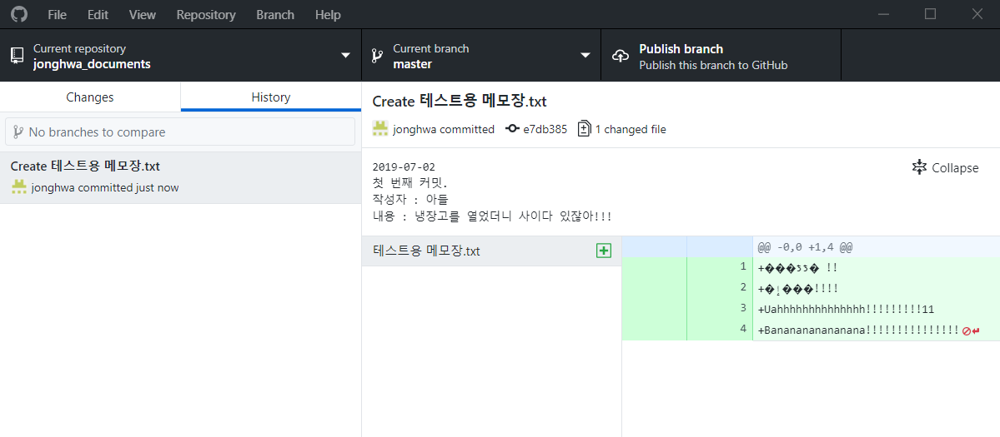 File Edit View Repository Branch Help
Current repository
jonghwa_documents
Current branch
master
Publish branch
Publish this branch to GitHub
Changes
History
No branches to compare
Create 테스트용 메모장.txt
jonghwa committed just now
Create 테스트용 메모장.txt
jonghwa committed e7db385 1 changed file
2019-07-02
첫 번째 커밋.
작성자 : 아들
내용 : 냉장고를 열었더니 사이다 있잖아!!!
Collapse
테스트용 메모장.txt
@@ -0,0 +1,4 @@
1 +���ƽƽ� !!
2 +�ȷ���!!!!
3 +Uahhhhhhhhhhhhhh!!!!!!!!!11
4 +Banananananana!!!!!!!!!!!!!!!